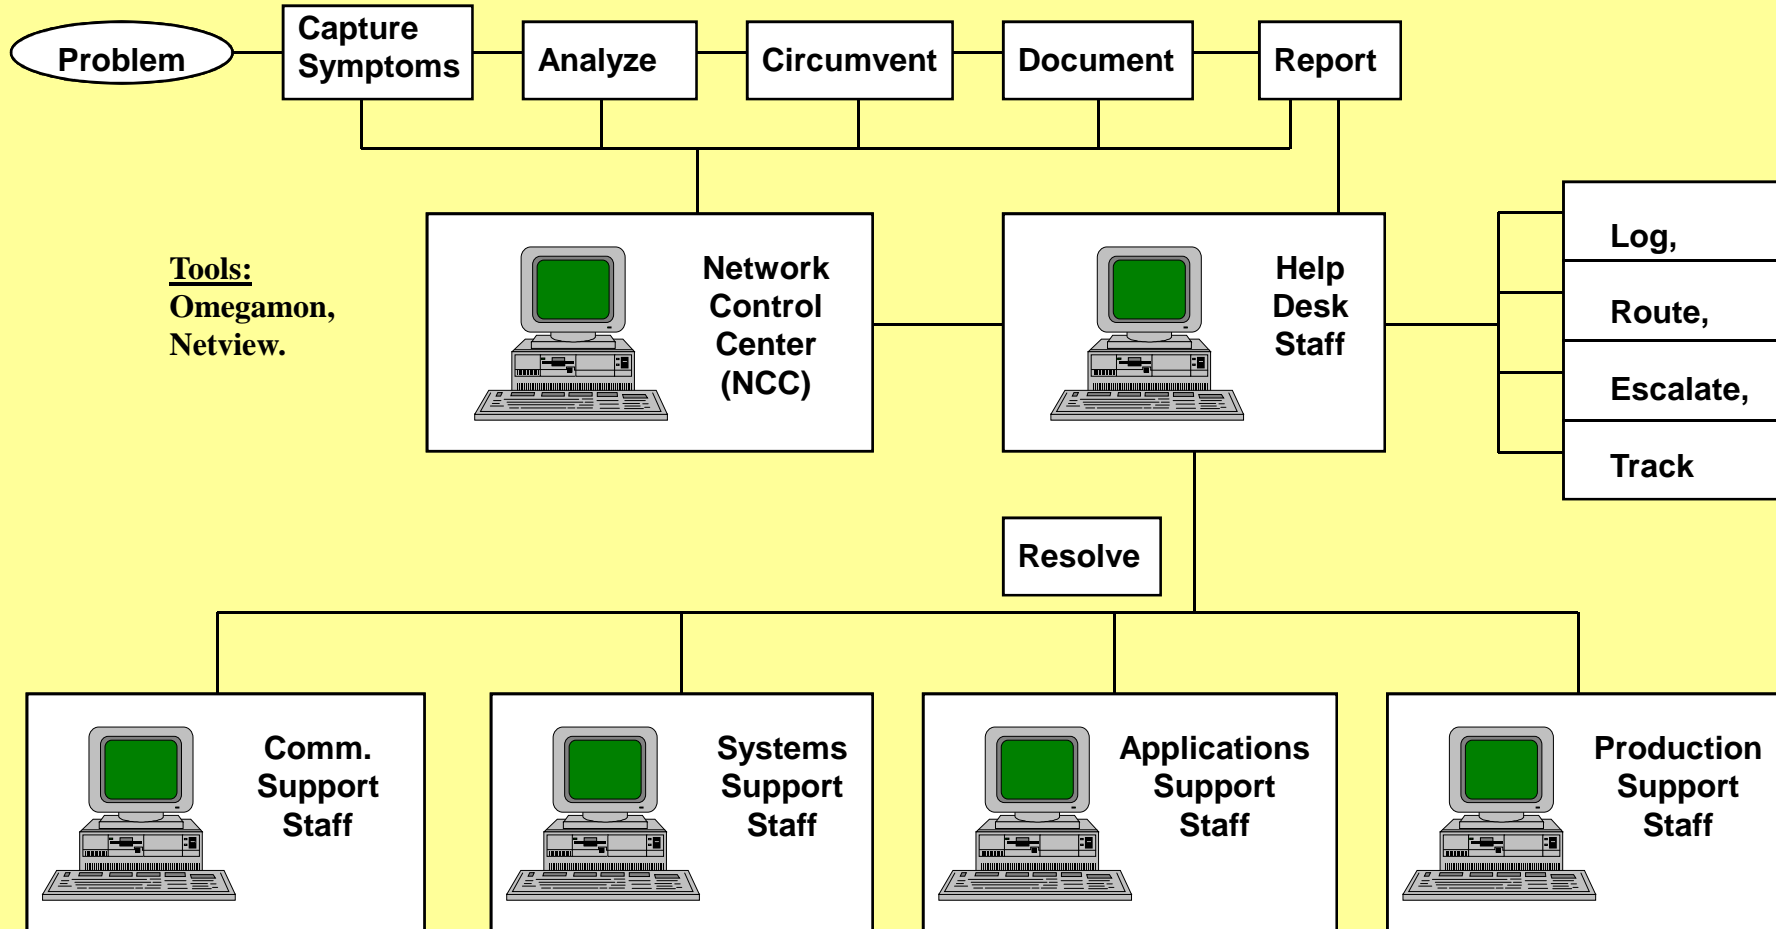 Problem
Capture
Symptoms
Analyze
Circumvent
Document
Report
Tools:
Omegamon,
Netview.
Network
Control
Center
(NCC)
Help
Desk
Staff
Log,
Route,
Escalate,
Track
Resolve
Comm.
Support
Staff
Systems
Support
Staff
Applications
Support
Staff
Production
Support
Staff